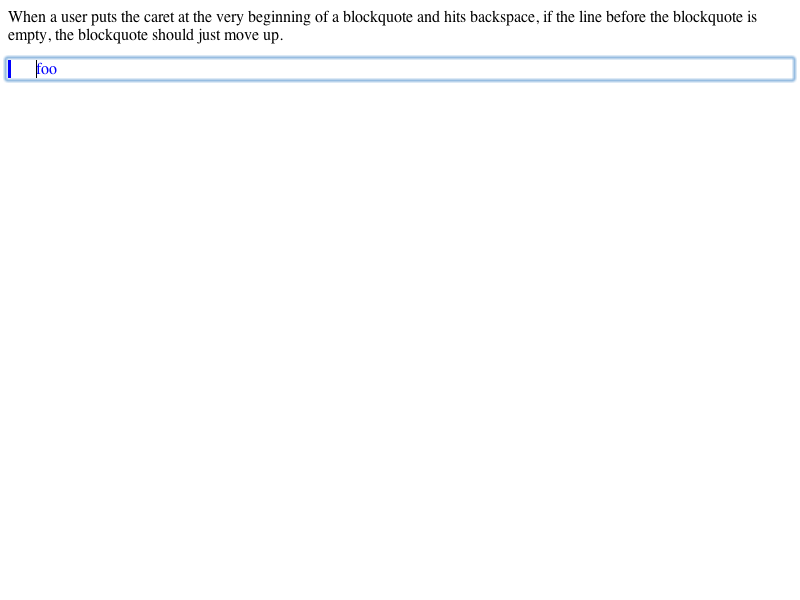 When a user puts the caret at the very beginning of a blockquote and hits backspace, if the line before the blockquote is
empty, the blockquote should just move up.
foo